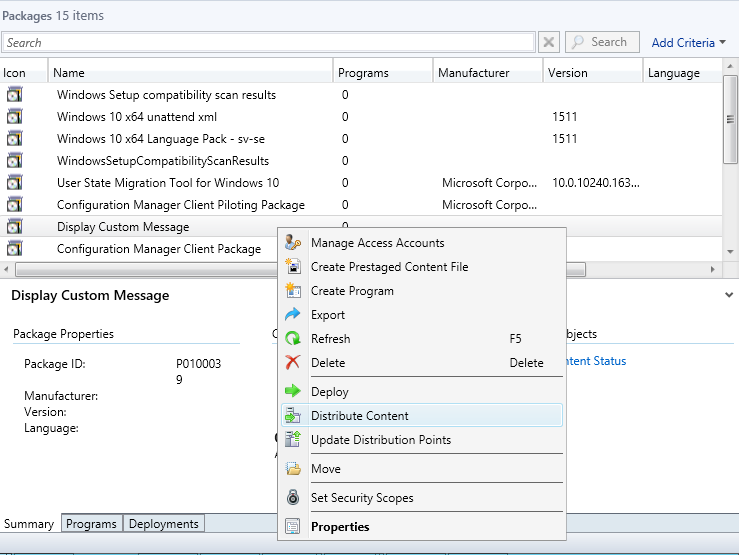 Packages 15 items
Search Search Add Criteria
Icon Name Programs Manufacturer Version Language
Windows Setup compatibility scan results 0
Windows 10 x64 unattend xml 0 1511
Windows 10 x64 Language Pack - sv-se 0 1511
WindowsSetupCompatibilityScanResults 0
User State Migration Tool for Windows 10 0 Microsoft Corpo... 10.0.10240.163...
Configuration Manager Client Piloting Package 0 Microsoft Corpo...
Display Custom Message 0
Configuration Manager Client Package
Manage Access Accounts
Create Prestaged Content File
Create Program
Export
Refresh F5
Delete Delete
Deploy
Distribute Content
Update Distribution Points
Move
Set Security Scopes
Properties
Display Custom Message
Package Properties
Package ID: P010003
9
Manufacturer:
Version:
Language:
bjects
ntent Status
Summary Programs Deployments